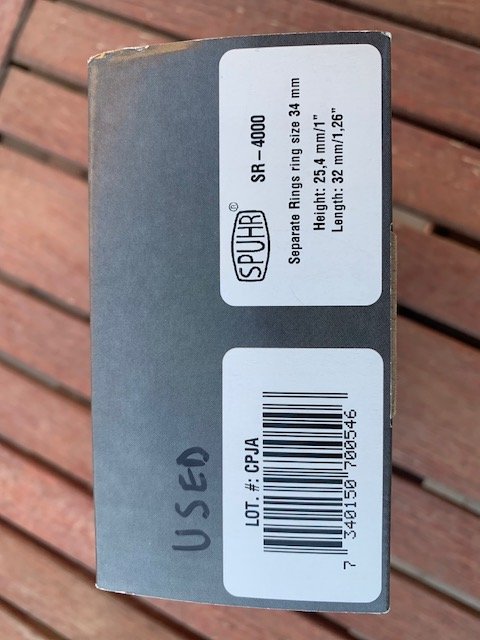 SPUHR® SR-4000
Separate Rings ring size 34 mm
Height: 25,4 mm/1"
Length: 32 mm/1,26"
USED
LOT. #: CPJA
7 340150 700546